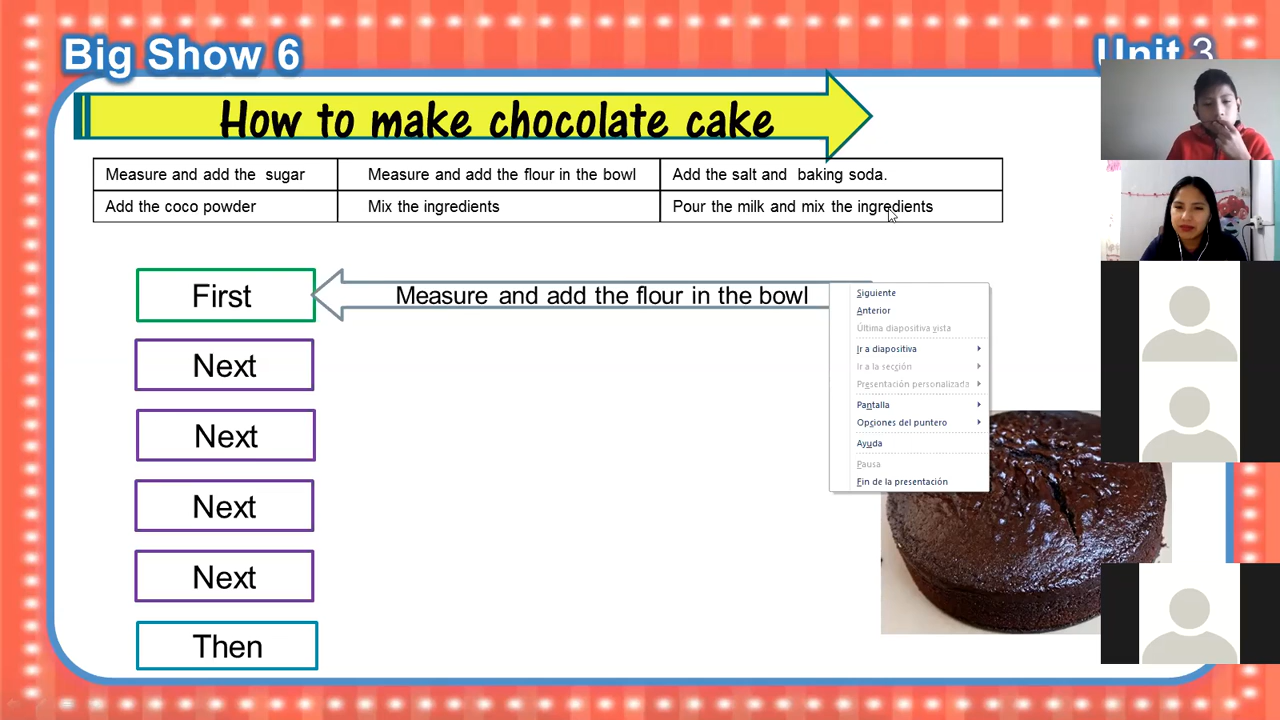 Big Show 6
Unit 3
How to make chocolate cake
Measure and add the sugar
Measure and add the flour in the bowl
Add the salt and baking soda.
Add the coco powder
Mix the ingredients
Pour the milk and mix the ingredients
First
Measure and add the flour in the bowl
Next
Next
Next
Next
Then
Siguiente
Anterior
Última diapositiva vista
Ir a diapositiva
Ir a la sección
Presentación personalizada
Pantalla
Opciones del puntero
Ayuda
Pausa
Fin de la presentación